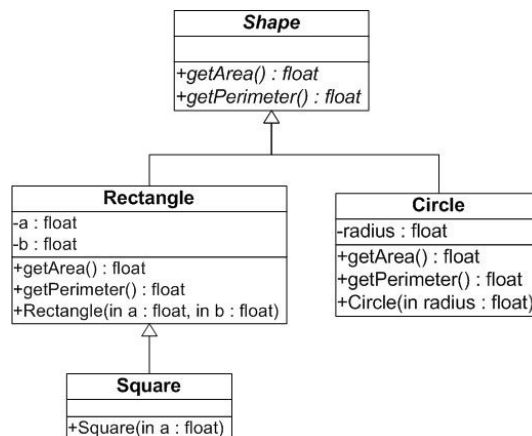 Shape
+getArea() : float
+getPerimeter() : float
Rectangle
-a : float
-b : float
+getArea() : float
+getPerimeter() : float
+Rectangle(in a : float, in b : float)
Circle
-radius : float
+getArea() : float
+getPerimeter() : float
+Circle(in radius : float)
Square
+Square(in a : float)